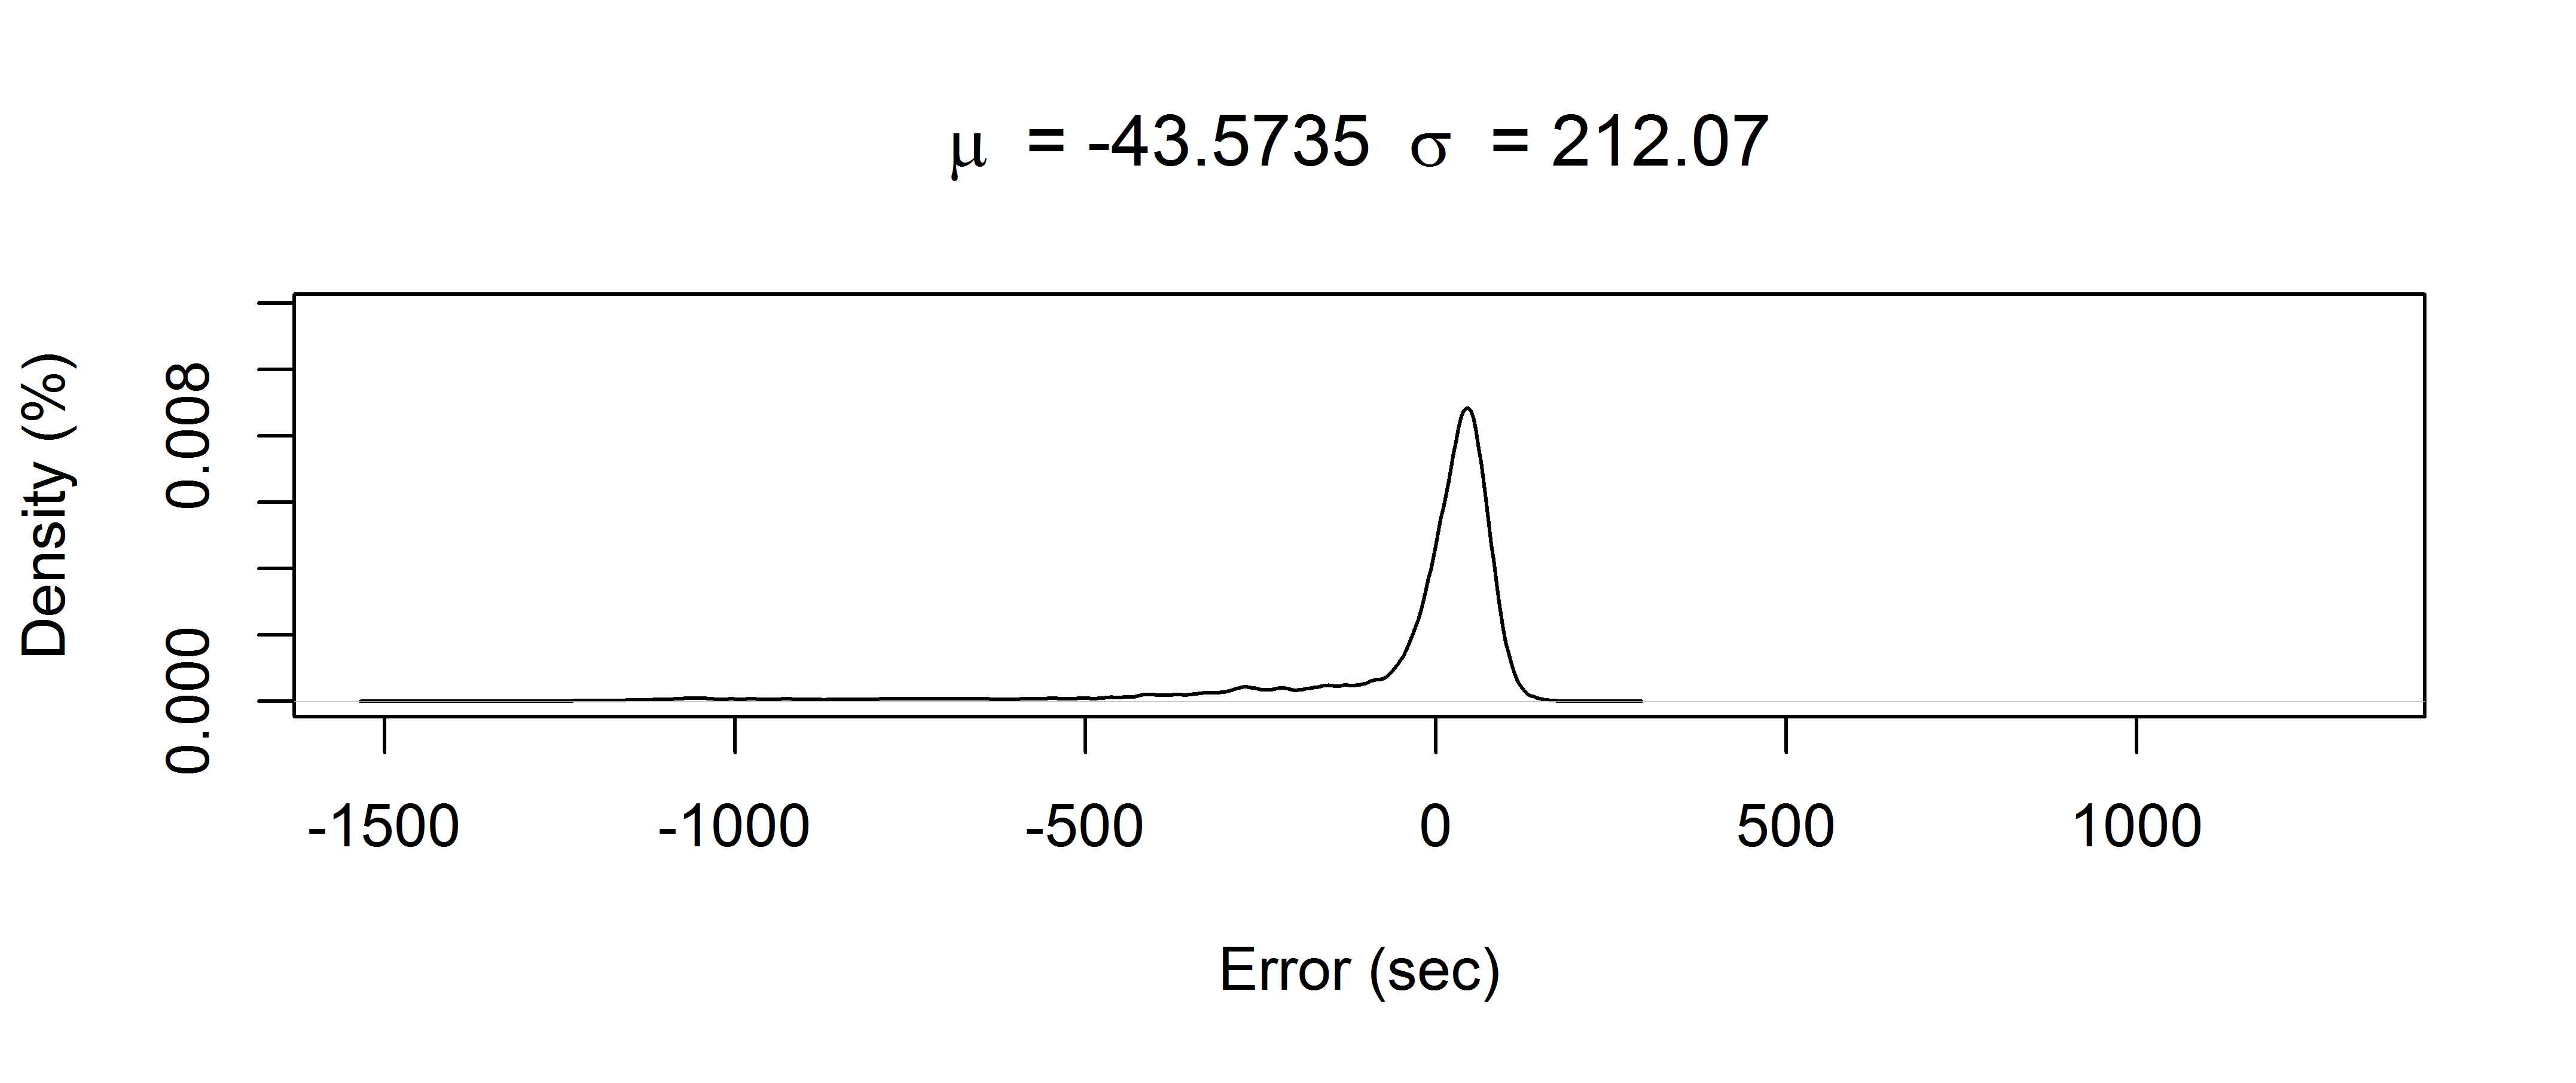 μ = -43.5735 σ = 212.07
Density (%)
0.008
0.000
-1500 -1000 -500 0 500 1000
Error (sec)